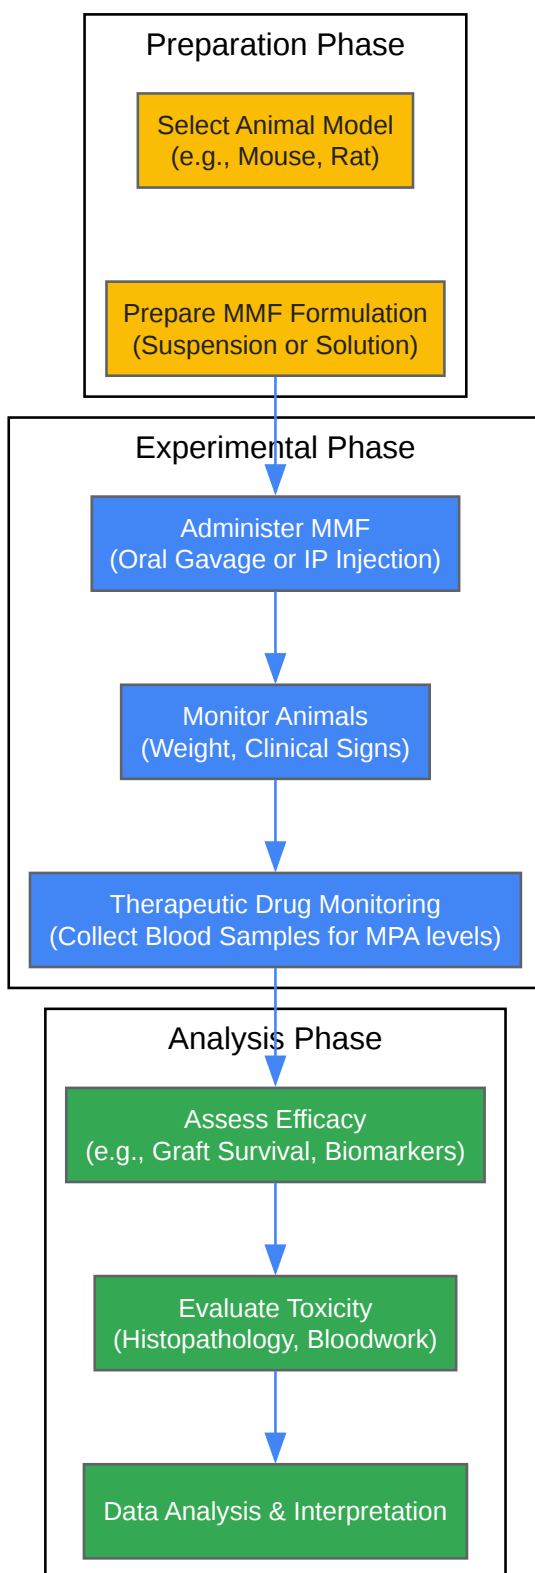 Preparation Phase
Select Animal Model
(e.g., Mouse, Rat)
Prepare MMF Formulation
(Suspension or Solution)
Experimental Phase
Administer MMF
(Oral Gavage or IP Injection)
Monitor Animals
(Weight, Clinical Signs)
Therapeutic Drug Monitoring
(Collect Blood Samples for MPA levels)
Analysis Phase
Assess Efficacy
(e.g., Graft Survival, Biomarkers)
Evaluate Toxicity
(Histopathology, Bloodwork)
Data Analysis & Interpretation